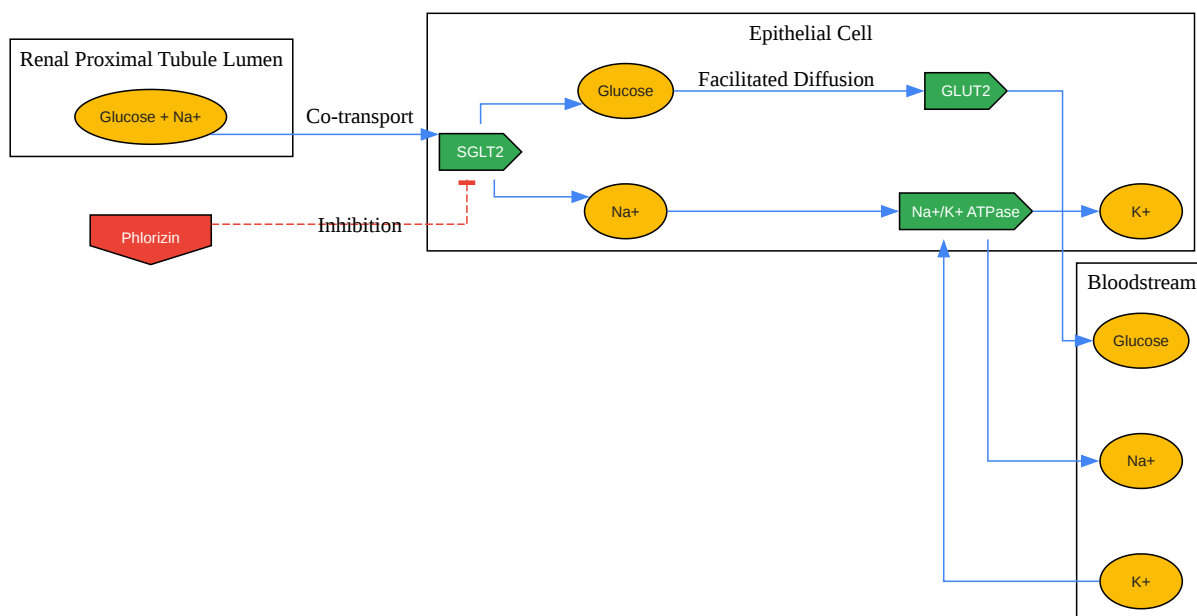 Epithelial Cell
Renal Proximal Tubule Lumen
Glucose + Na+
Co-transport
SGLT2
Glucose
Facilitated Diffusion
GLUT2
Na+
Na+/K+ ATPase
K+
Phlorizin
Inhibition
Bloodstream
Glucose
Na+
K+